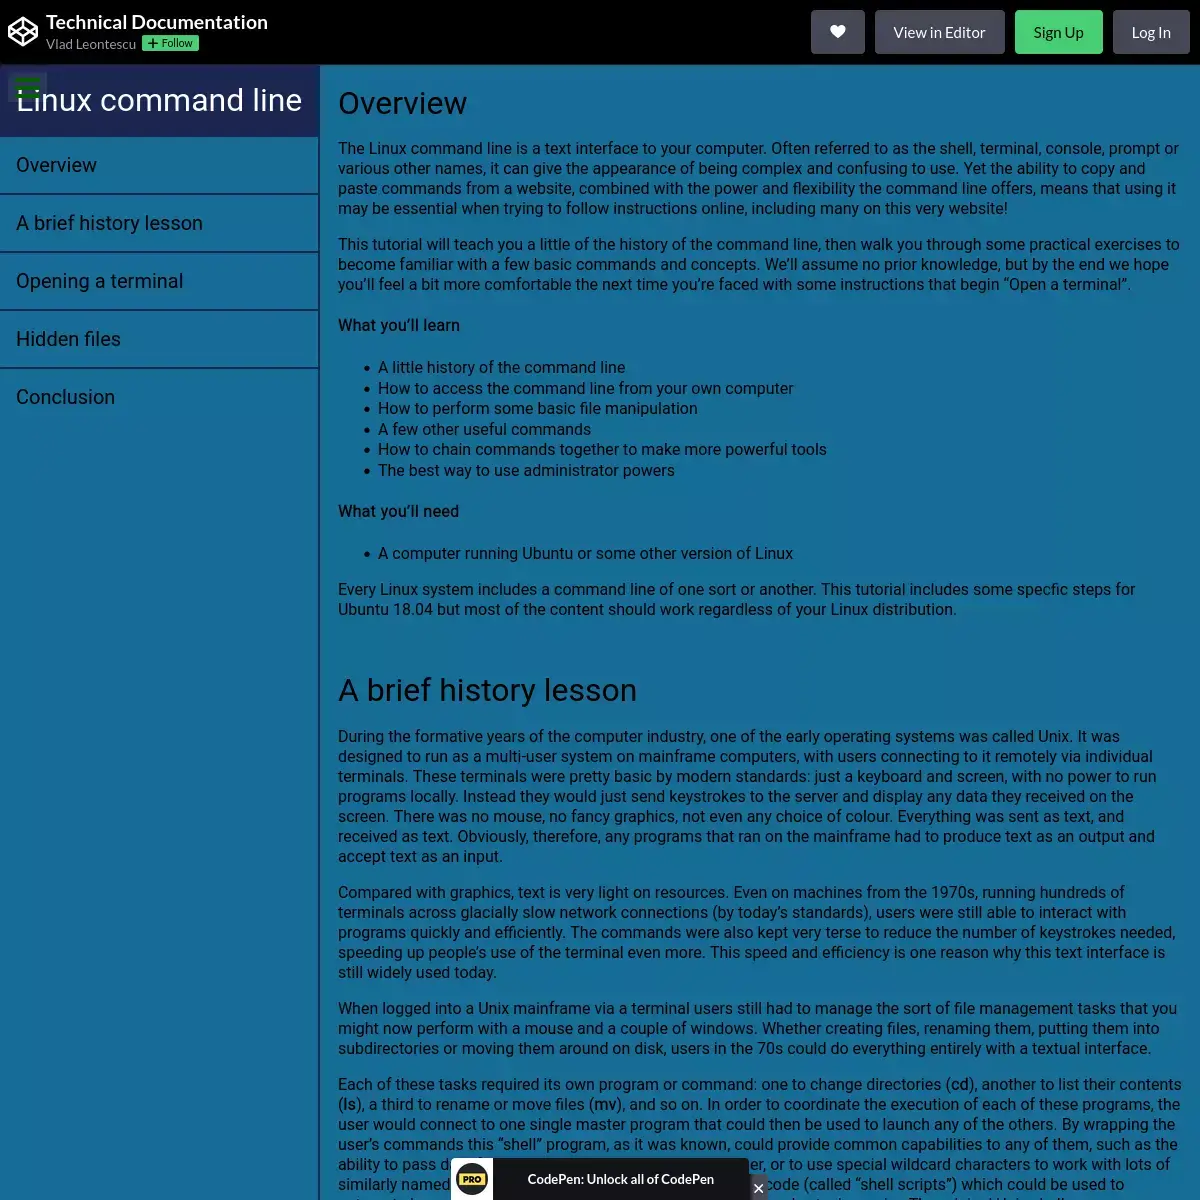 Technical Documentation
Vlad Leontescu
+ Follow
View in Editor
Sign Up
Log In
Linux command line
Overview
A brief history lesson
Opening a terminal
Hidden files
Conclusion
Overview
The Linux command line is a text interface to your computer. Often referred to as the shell, terminal, console, prompt or
various other names, it can give the appearance of being complex and confusing to use. Yet the ability to copy and
paste commands from a website, combined with the power and flexibility the command line offers, means that using it
may be essential when trying to follow instructions online, including many on this very website!
This tutorial will teach you a little of the history of the command line, then walk you through some practical exercises to
become familiar with a few basic commands and concepts. We’ll assume no prior knowledge, but by the end we hope
you’ll feel a bit more comfortable the next time you’re faced with some instructions that begin “Open a terminal”.
What you’ll learn
• A little history of the command line
• How to access the command line from your own computer
• How to perform some basic file manipulation
• A few other useful commands
• How to chain commands together to make more powerful tools
• The best way to use administrator powers
What you’ll need
• A computer running Ubuntu or some other version of Linux
Every Linux system includes a command line of one sort or another. This tutorial includes some specfic steps for
Ubuntu 18.04 but most of the content should work regardless of your Linux distribution.
A brief history lesson
During the formative years of the computer industry, one of the early operating systems was called Unix. It was
designed to run as a multi-user system on mainframe computers, with users connecting to it remotely via individual
terminals. These terminals were pretty basic by modern standards: just a keyboard and screen, with no power to run
programs locally. Instead they would just send keystrokes to the server and display any data they received on the
screen. There was no mouse, no fancy graphics, not even any choice of colour. Everything was sent as text, and
received as text. Obviously, therefore, any programs that ran on the mainframe had to produce text as an output and
accept text as an input.
Compared with graphics, text is very light on resources. Even on machines from the 1970s, running hundreds of
terminals across glacially slow network connections (by today’s standards), users were still able to interact with
programs quickly and efficiently. The commands were also kept very terse to reduce the number of keystrokes needed,
speeding up people’s use of the terminal even more. This speed and efficiency is one reason why this text interface is
still widely used today.
When logged into a Unix mainframe via a terminal users still had to manage the sort of file management tasks that you
might now perform with a mouse and a couple of windows. Whether creating files, renaming them, putting them into
subdirectories or moving them around on disk, users in the 70s could do everything entirely with a textual interface.
Each of these tasks required its own program or command: one to change directories (cd), another to list their contents
(ls), a third to rename or move files (mv), and so on. In order to coordinate the execution of each of these programs, the
user would connect to one single master program that could then be used to launch any of the others. By wrapping the
user’s commands this “shell” program, as it was known, could provide common capabilities to any of them, such as the
ability to pass or to use special wildcard characters to work with lots of
similarly named code (called “shell scripts”) which could be used to
PRO
CodePen: Unlock all of CodePen